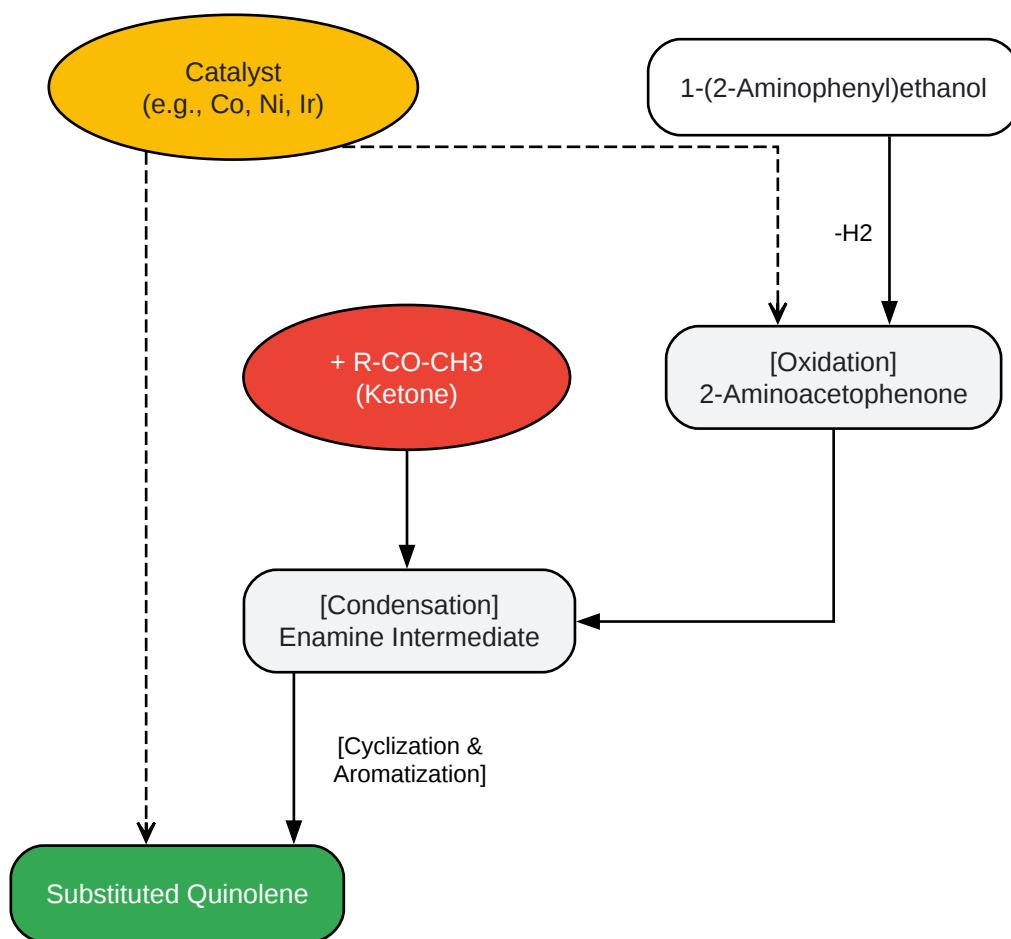 Catalyst
(e.g., Co, Ni, Ir)
1-(2-Aminophenyl)ethanol
-H2
+ R-CO-CH3
(Ketone)
[Oxidation]
2-Aminoacetophenone
[Condensation]
Enamine Intermediate
[Cyclization &
Aromatization]
Substituted Quinolene